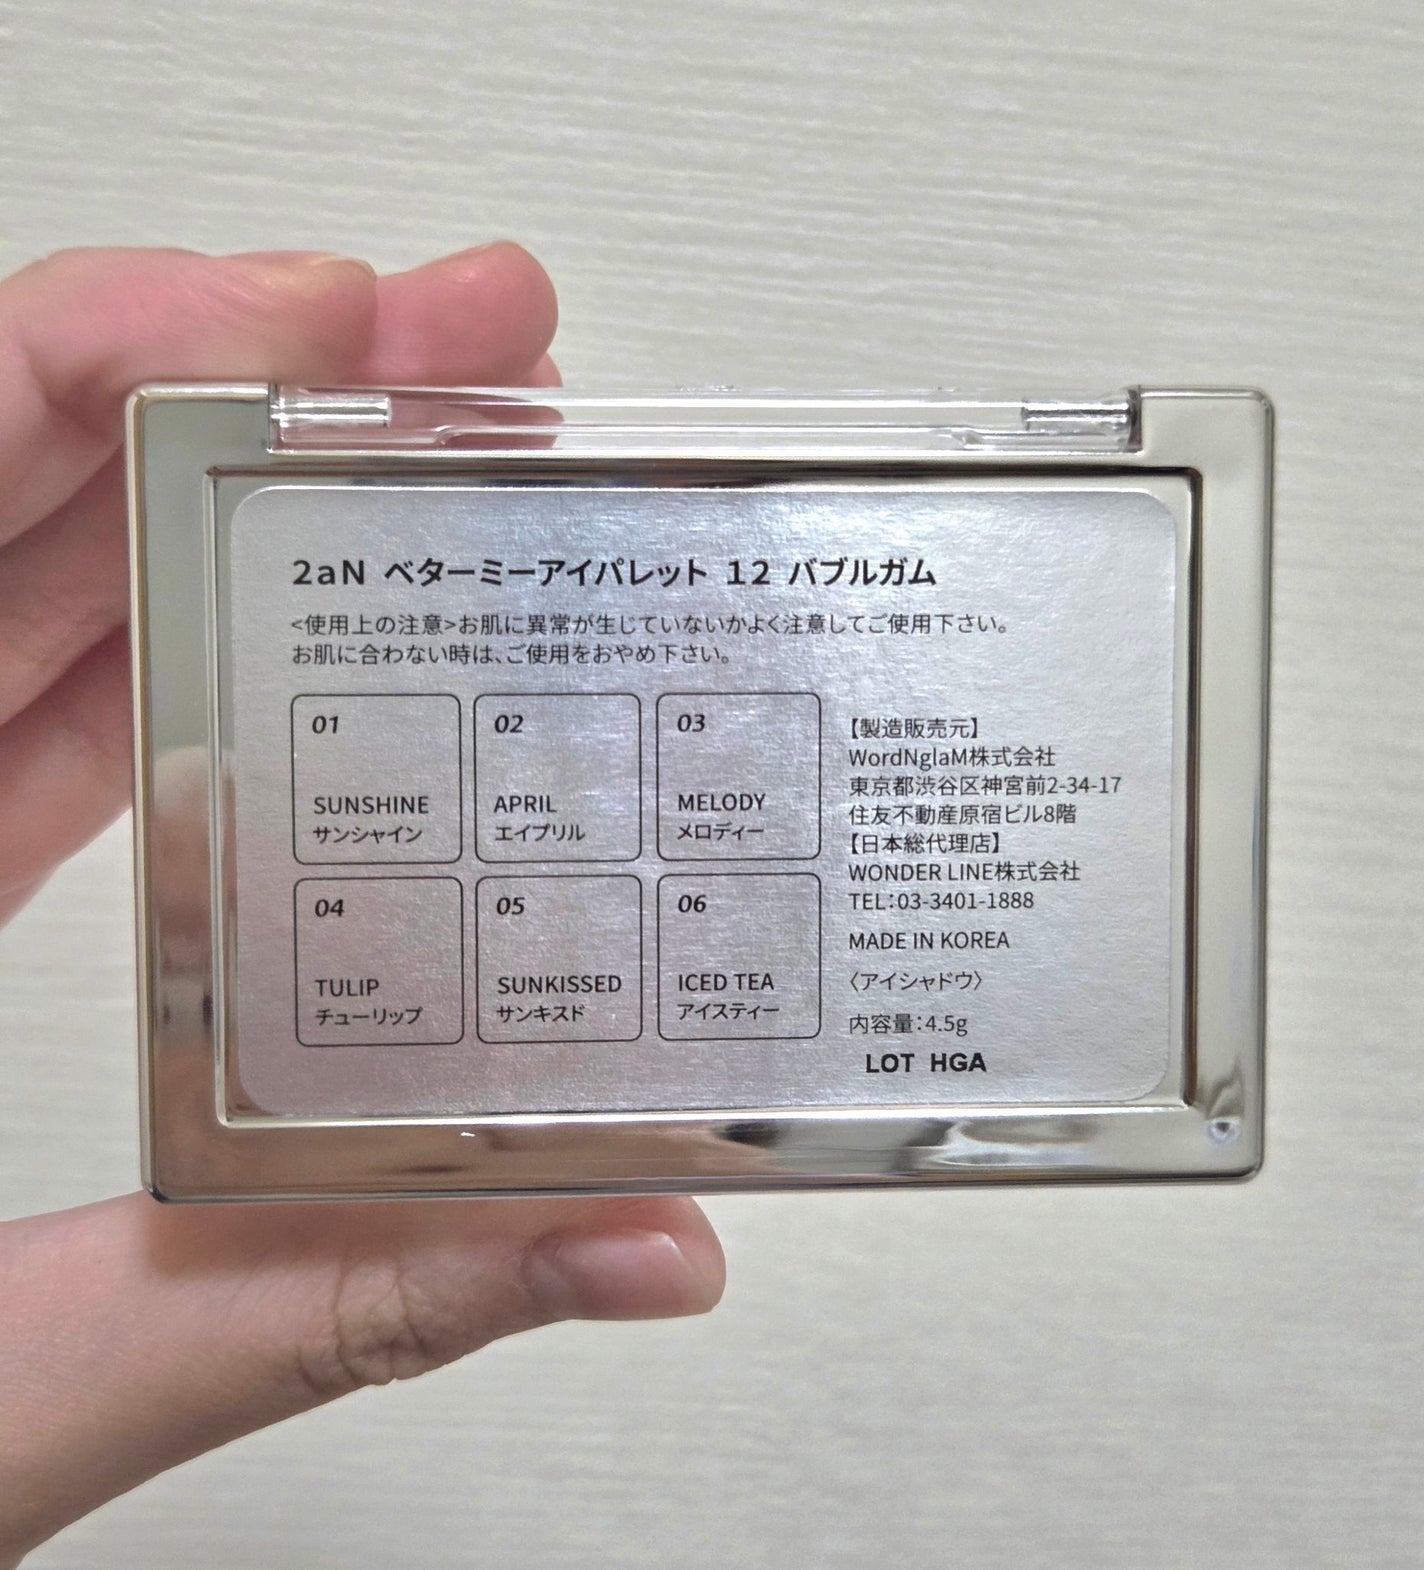 2aN ベターミーアイパレット 12 バブルガム
<使用上の注意>お肌に異常が生じていないかよく注意してご使用下さい。
お肌に合わない時は、ご使用をおやめ下さい。
01
SUNSHINE
サンシャイン
02
APRIL
エイプリル
03
MELODY
メロディー
04
TULIP
チューリップ
05
SUNKISSED
サンキスド
06
ICED TEA
アイスティー
【製造販売元】
WordNglaM株式会社
東京都渋谷区神宮前2-34-17
住友不動産原宿ビル8階
【日本総代理店】
WONDER LINE株式会社
TEL:03-3401-1888
MADE IN KOREA
〈アイシャドウ〉
内容量:4.5g
LOT HGA